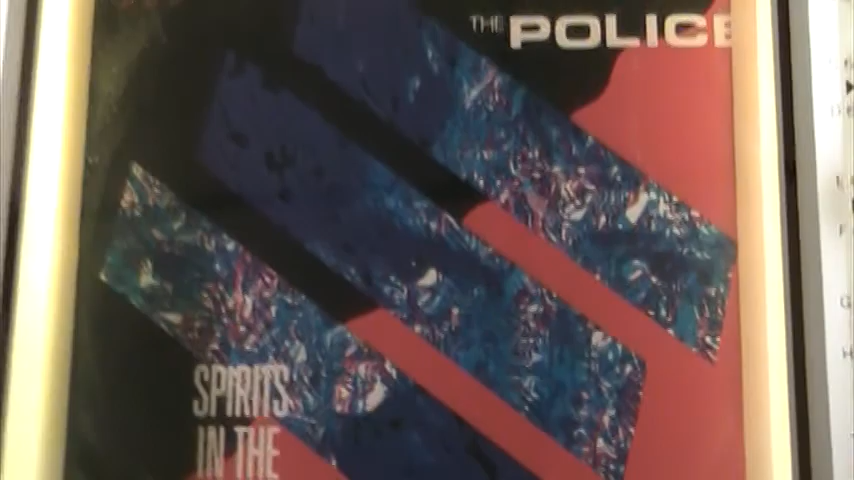 THE POLICE
SPIRITS
IN THE